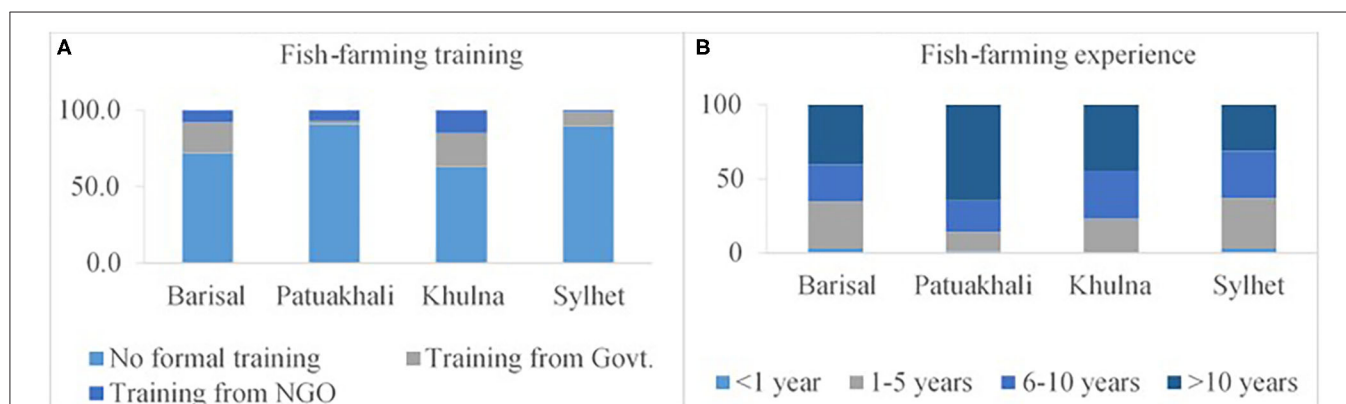 A
Fish-farming training
100.0
50.0
0.0
Barisal Patuakhali Khulna Sylhet
No formal training Training from Govt.
Training from NGO
B
Fish-farming experience
100
50
0
Barisal Patuakhali Khulna Sylhet
<1 year 1-5 years 6-10 years >10 years